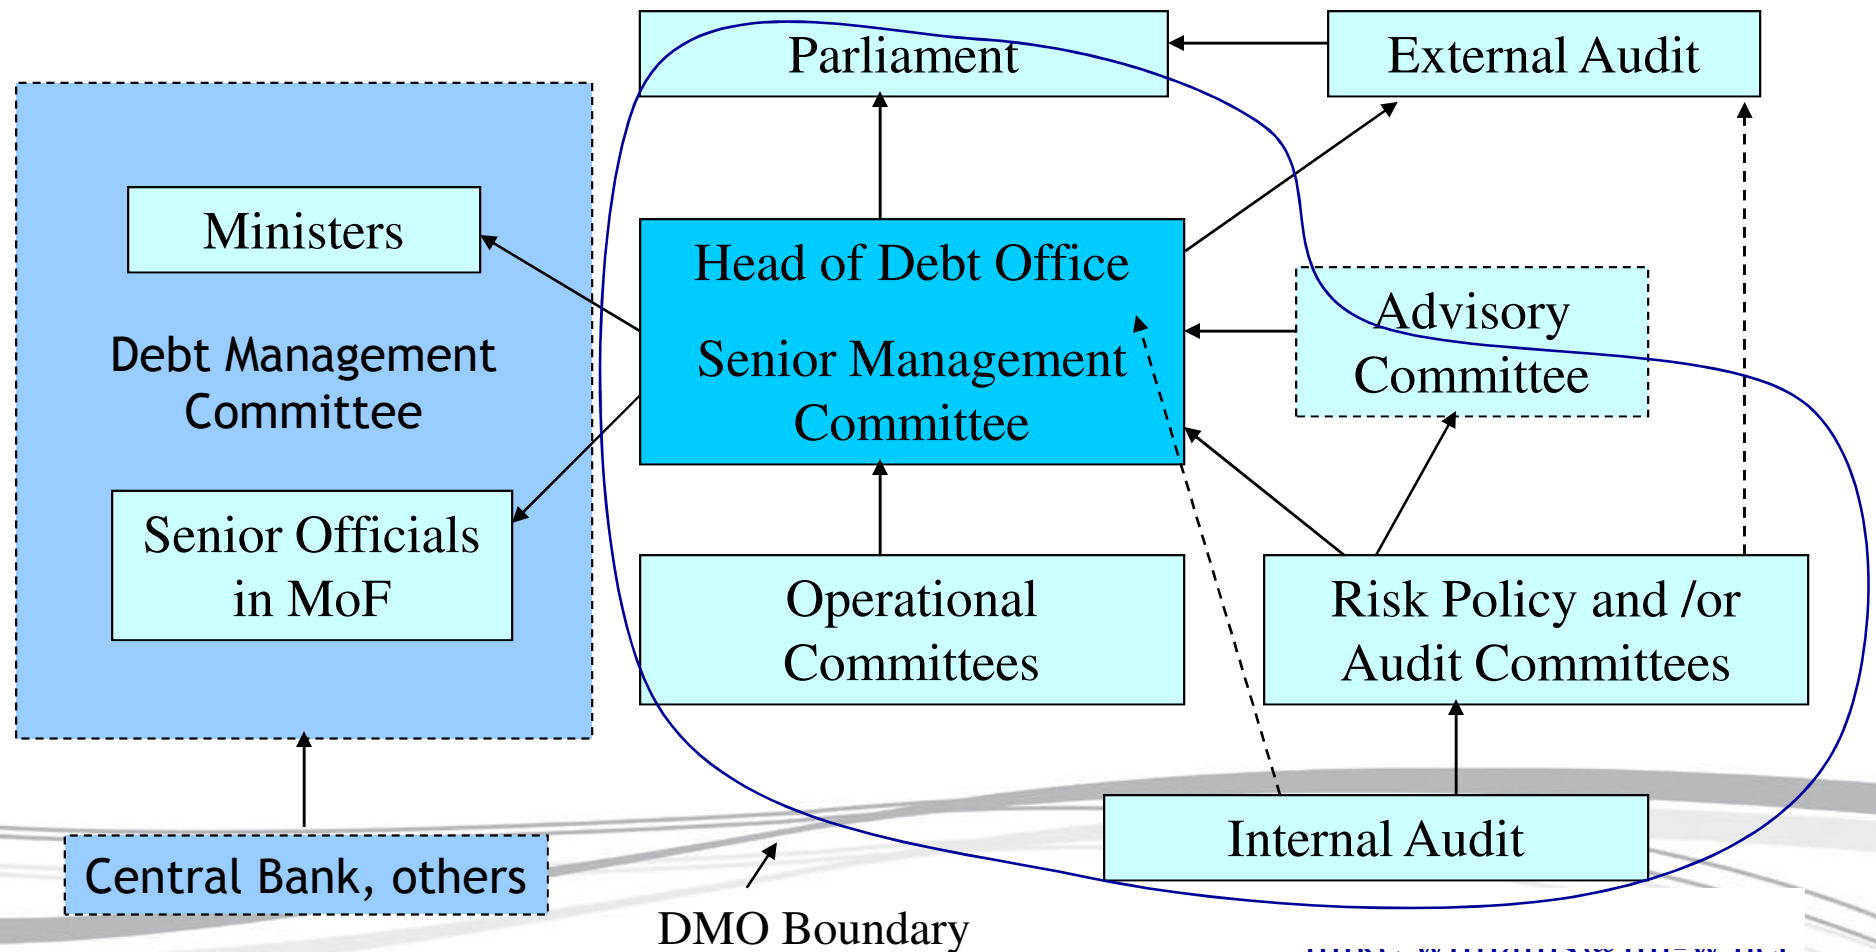 Parliament
External Audit
Ministers
Head of Debt Office
Senior Management
Committee
Debt Management
Committee
Advisory
Committee
Senior Officials
in MoF
Operational
Committees
Risk Policy and /or
Audit Committees
Internal Audit
Central Bank, others
DMO Boundary